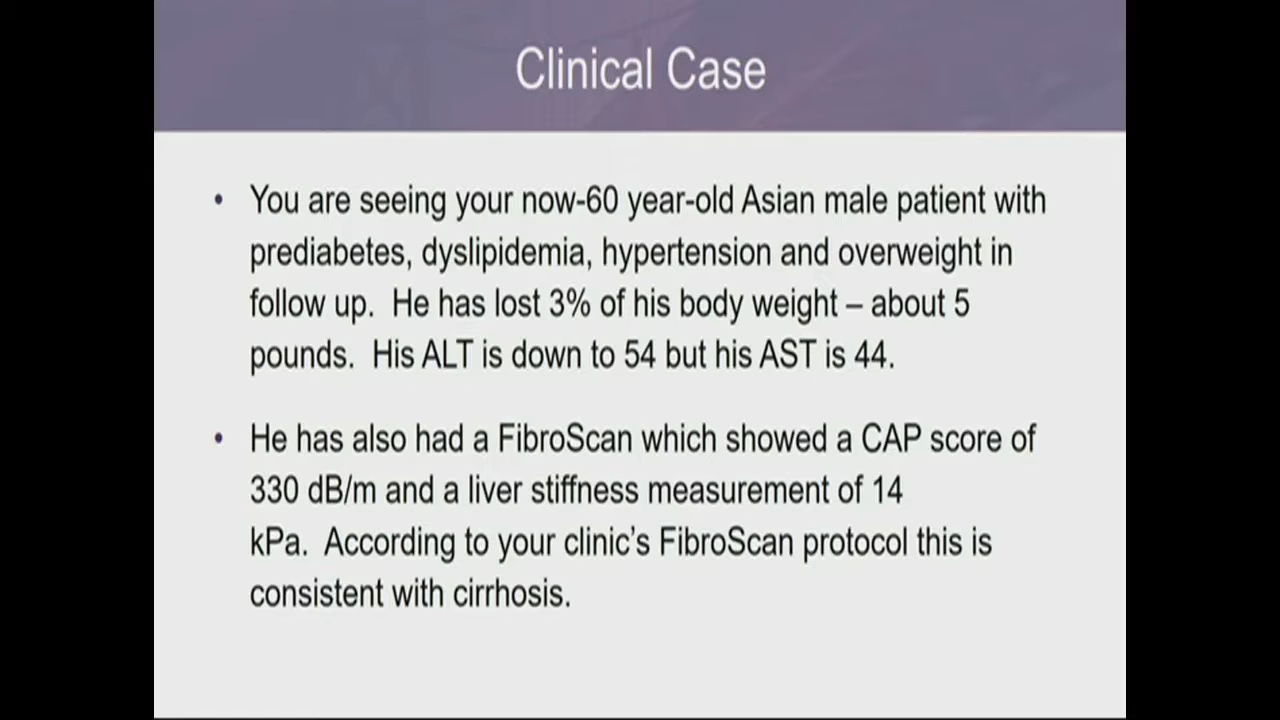 Clinical Case
• You are seeing your now-60 year-old Asian male patient with
prediabetes, dyslipidemia, hypertension and overweight in
follow up. He has lost 3% of his body weight – about 5
pounds. His ALT is down to 54 but his AST is 44.
• He has also had a FibroScan which showed a CAP score of
330 dB/m and a liver stiffness measurement of 14
kPa. According to your clinic’s FibroScan protocol this is
consistent with cirrhosis.